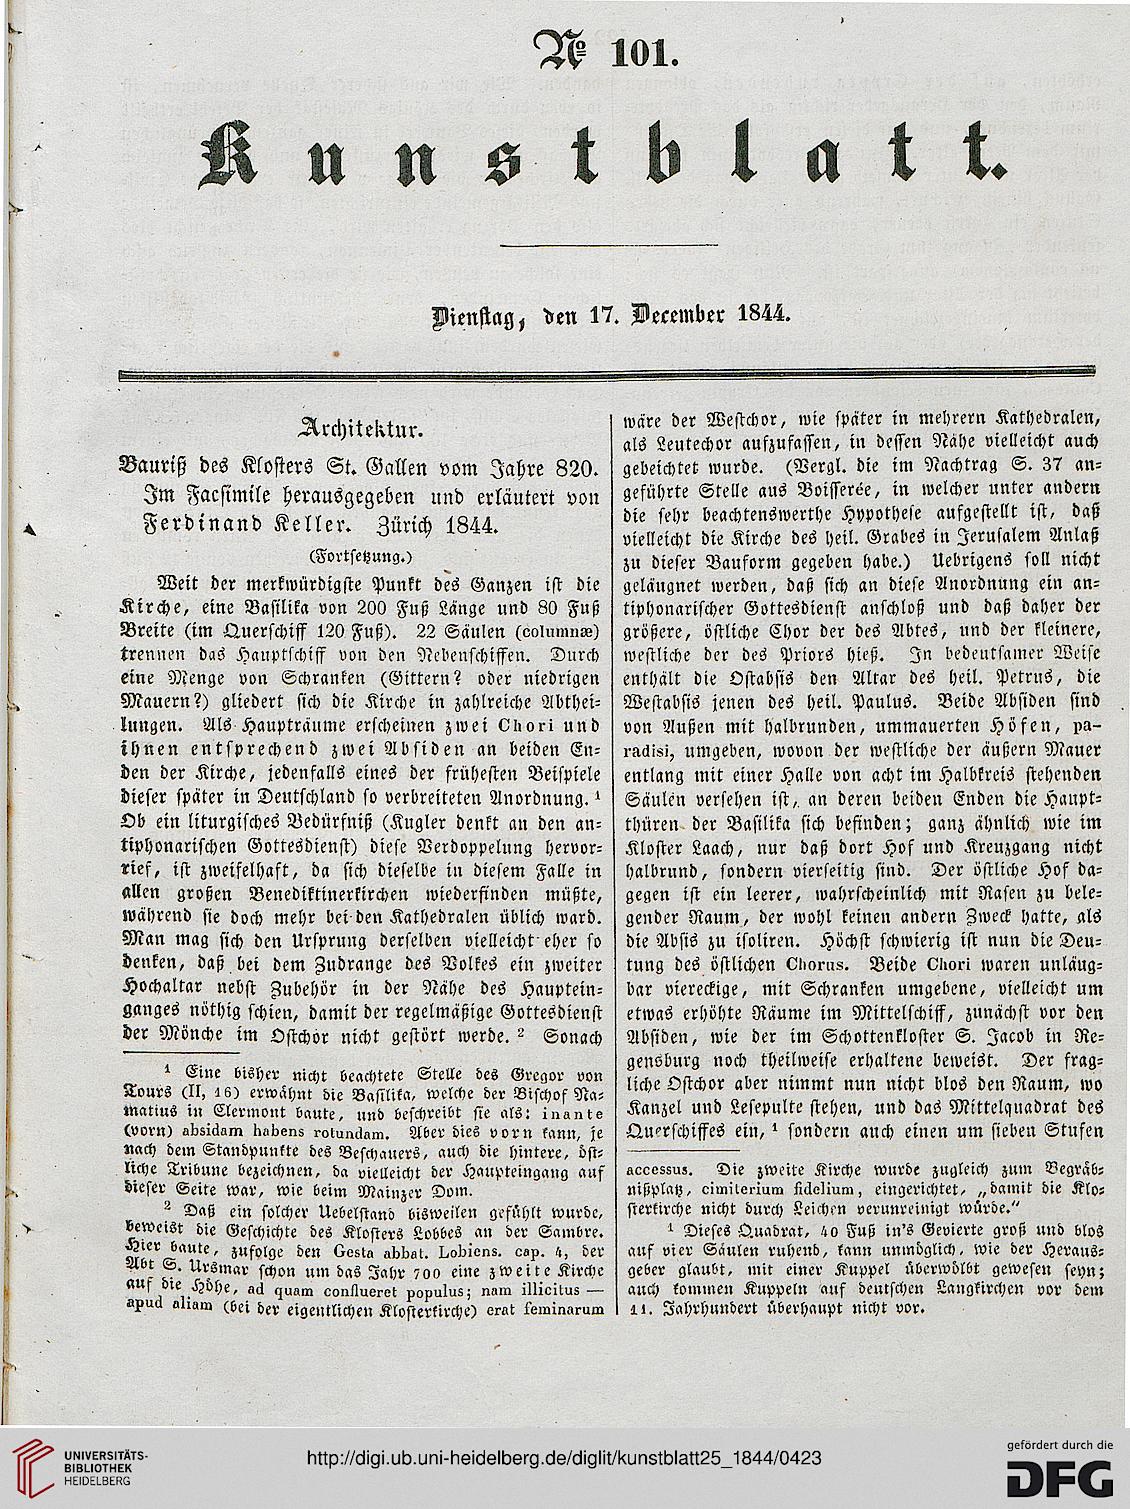 № 101.
Kunstblatt.
Dienstag, den 17. December 1844.
Architektur.
Bauriß des Klosters St. Gallen vom Jahre 820.
Im Facsimile herausgegeben und erläutert von
Ferdinand Keller. Zürich 1844.
(Fortsetzung.)
Weit der merkwürdigste Punkt des Ganzen ist die
Kirche, eine Basilika von 200 Fuß Länge und 80 Fuß
Breite (im Querschiff 120 Fuß). 22 Säulen (columnæ)
trennen das Hauptschiff von den Nebenschiffen. Durch
eine Menge von Schranken (Gittern? oder niedrigen
Mauern?) gliedert sich die Kirche in zahlreiche Abthei-
lungen. Als Haupträume erscheinen zwei Chori und
ihnen entsprechend zwei Absiden an beiden En-
den der Kirche, jedenfalls eines der frühesten Beispiele
dieser später in Deutschland so verbreiteten Anordnung. ¹
Ob ein liturgisches Bedürfniß (Kugler denkt an den an-
tiphonarischen Gottesdienst) diese Verdoppelung hervor-
rief, ist zweifelhaft, da sich dieselbe in diesem Falle in
allen großen Benediktinerkirchen wiederfinden müßte,
während sie doch mehr bei den Kathedralen üblich ward.
Man mag sich den Ursprung derselben vielleicht eher so
denken, daß bei dem Zudrange des Volkes ein zweiter
Hochaltar nebst Zubehör in der Nähe des Hauptein-
ganges nöthig schien, damit der regelmäßige Gottesdienst
der Mönche im Ostchor nicht gestört werde. ² Sonach
¹ Eine bisher nicht beachtete Stelle des Gregor von
Tours (II, 16) erwähnt die Basilika, welche der Bischof Na-
matius in Clermont baute, und beschreibt sie als: inante
(vorn) absidam habens rotundam. Aber dies vorn kann, je
nach dem Standpunkte des Beschauers, auch die hintere, öst-
liche Tribune bezeichnen, da vielleicht der Haupteingang auf
dieser Seite war, wie beim Mainzer Dom.
² Daß ein solcher Uebelstand bisweilen gefühlt wurde,
beweist die Geschichte des Klosters Lobbes an der Sambre.
Hier baute, zufolge den Gesta abbat. Lobiens. cap. 4, der
Abt S. Ursmar schon um das Jahr 700 eine zweite Kirche
auf die Höhe, ad quam conflueret populus; nam illicitus —
apud aliam (bei der eigentlichen Klosterkirche) erat feminarum
wäre der Westchor, wie später in mehrern Kathedralen,
als Leutechor aufzufassen, in dessen Nähe vielleicht auch
gebeichtet wurde. (Vergl. die im Nachtrag S. 37 an-
geführte Stelle aus Boisserée, in welcher unter andern
die sehr beachtenswerthe Hypothese aufgestellt ist, daß
vielleicht die Kirche des heil. Grabes in Jerusalem Anlaß
zu dieser Bauform gegeben habe.) Uebrigens soll nicht
geläugnet werden, daß sich an diese Anordnung ein an-
tiphonarischer Gottesdienst anschloß und daß daher der
größere, östliche Chor der des Abtes, und der kleinere,
westliche der des Priors hieß. In bedeutsamer Weise
enthält die Ostabsis den Altar des heil. Petrus, die
Westabsis jenen des heil. Paulus. Beide Absiden sind
von Außen mit halbrunden, ummauerten Höfen, pa-
radisi, umgeben, wovon der westliche der äußern Mauer
entlang mit einer Halle von acht im Halbkreis stehenden
Säulen versehen ist, an deren beiden Enden die Haupt-
thüren der Basilika sich befinden; ganz ähnlich wie im
Kloster Laach, nur daß dort Hof und Kreuzgang nicht
halbrund, sondern vierseitig sind. Der östliche Hof da-
gegen ist ein leerer, wahrscheinlich mit Rasen zu bele-
gender Raum, der wohl keinen andern Zweck hatte, als
die Absis zu isoliren. Höchst schwierig ist nun die Deu-
tung des östlichen Chorus. Beide Chori waren unläug-
bar viereckige, mit Schranken umgebene, vielleicht um
etwas erhöhte Räume im Mittelschiff, zunächst vor den
Absiden, wie der im Schottenkloster S. Jacob in Re-
gensburg noch theilweise erhaltene beweist. Der frag-
liche Ostchor aber nimmt nun nicht blos den Raum, wo
Kanzel und Lesepulte stehen, und das Mittelquadrat des
Querschiffes ein, ¹ sondern auch einen um sieben Stufen
accessus. Die zweite Kirche wurde zugleich zum Begräb-
nißplatz, cimiterium fidelium, eingerichtet, „damit die Klo-
sterkirche nicht durch Leichen verunreinigt würde.“
¹ Dieses Quadrat, 40 Fuß in's Gevierte groß und blos
auf vier Säulen ruhend, kann unmöglich, wie der Heraus-
geber glaubt, mit einer Kuppel überwölbt gewesen seyn;
auch kommen Kuppeln auf deutschen Langkirchen vor dem
11. Jahrhundert überhaupt nicht vor.
UNIVERSITÄTS-
BIBLIOTHEK
HEIDELBERG
http://digi.ub.uni-heidelberg.de/diglit/kunstblatt25_1844/0423
gefördert durch die
DFG